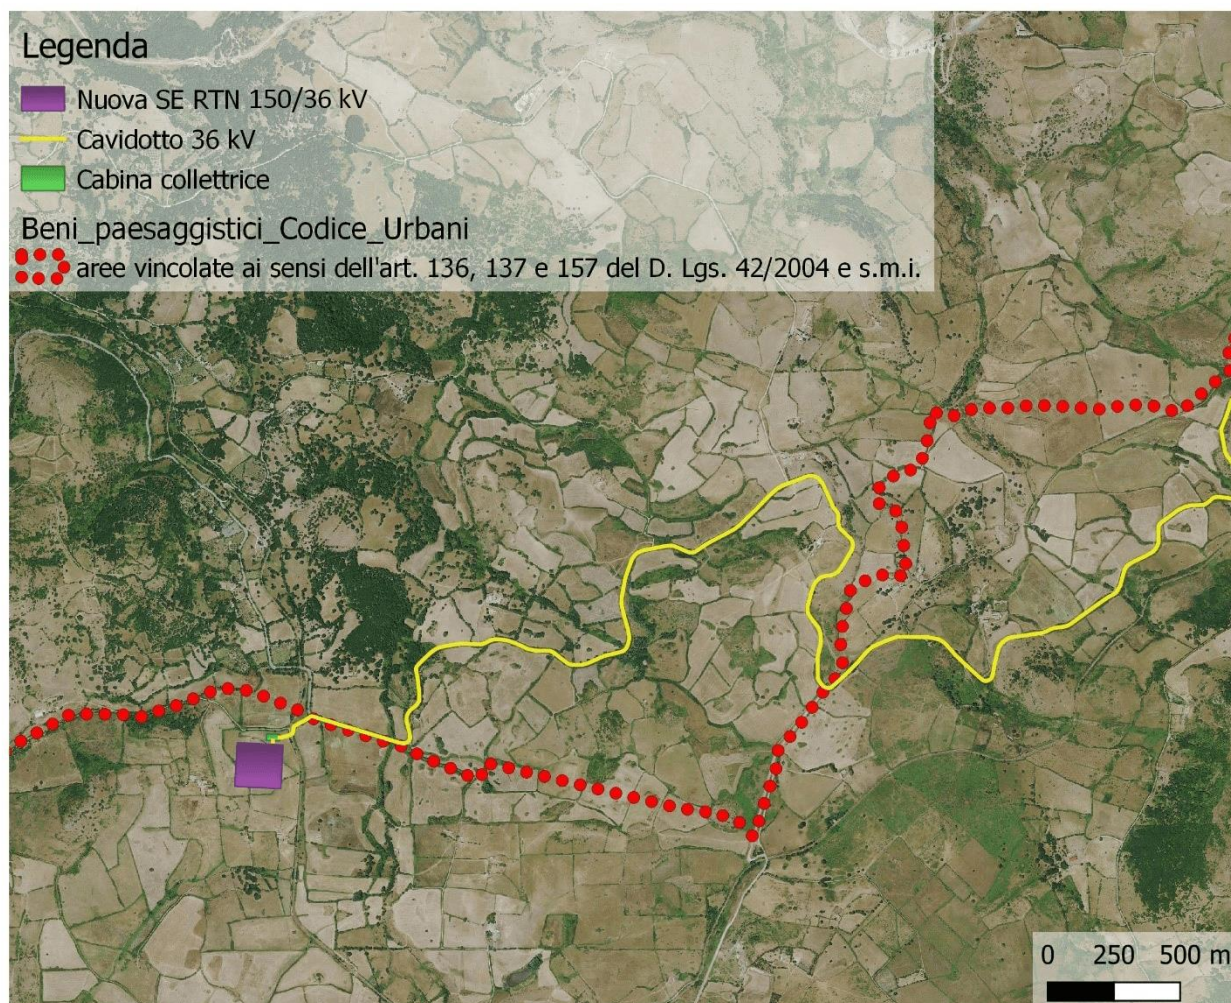 Legenda
Nuova SE RTN 150/36 kV
Cavidotto 36 kV
Cabina collettrice
Beni_paesaggistici_Codice_Urbani
aree vincolate ai sensi dell'art. 136, 137 e 157 del D. Lgs. 42/2004 e s.m.i.
0 250 500 m